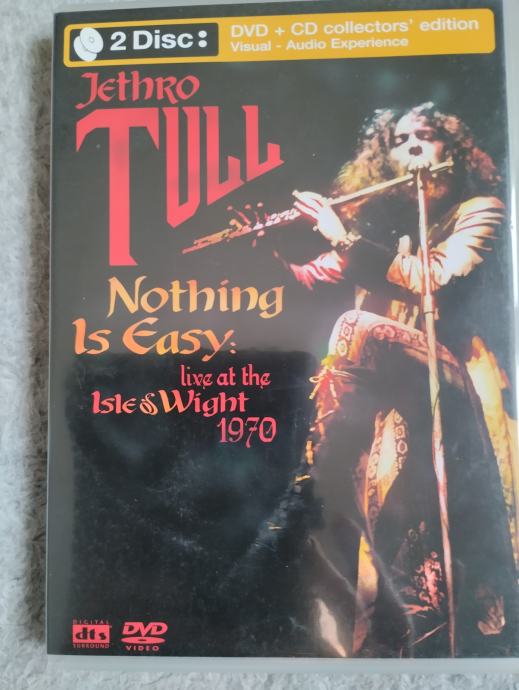 2 Disc:
DVD + CD collectors' edition
Visual - Audio Experience
Jethro
TULL
Nothing
Is Easy:
live at the
Isle of Wight
1970
DIGITAL
dts
SURROUND
DVD
VIDEO